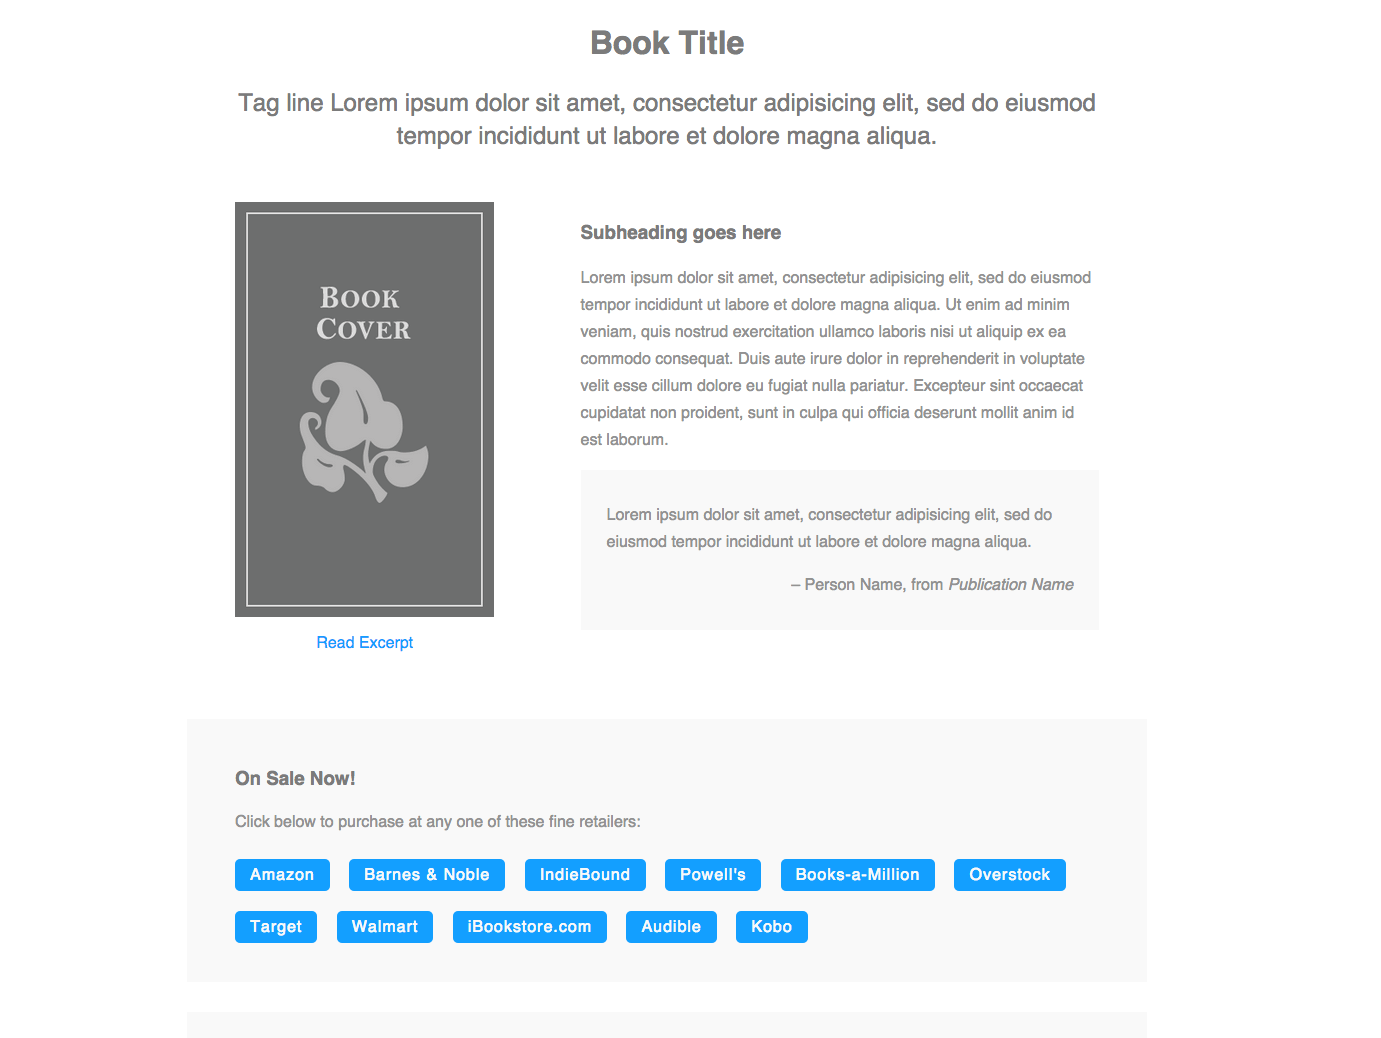 Book Title
Tag line Lorem ipsum dolor sit amet, consectetur adipisicing elit, sed do eiusmod
tempor incididunt ut labore et dolore magna aliqua.
BOOK
COVER
Read Excerpt
Subheading goes here
Lorem ipsum dolor sit amet, consectetur adipisicing elit, sed do eiusmod
tempor incididunt ut labore et dolore magna aliqua. Ut enim ad minim
veniam, quis nostrud exercitation ullamco laboris nisi ut aliquip ex ea
commodo consequat. Duis aute irure dolor in reprehenderit in voluptate
velit esse cillum dolore eu fugiat nulla pariatur. Excepteur sint occaecat
cupidatat non proident, sunt in culpa qui officia deserunt mollit anim id
est laborum.
Lorem ipsum dolor sit amet, consectetur adipisicing elit, sed do
eiusmod tempor incididunt ut labore et dolore magna aliqua.
– Person Name, from Publication Name
On Sale Now!
Click below to purchase at any one of these fine retailers:
Amazon Barnes & Noble IndieBound Powell's Books-a-Million Overstock
Target Walmart iBookstore.com Audible Kobo